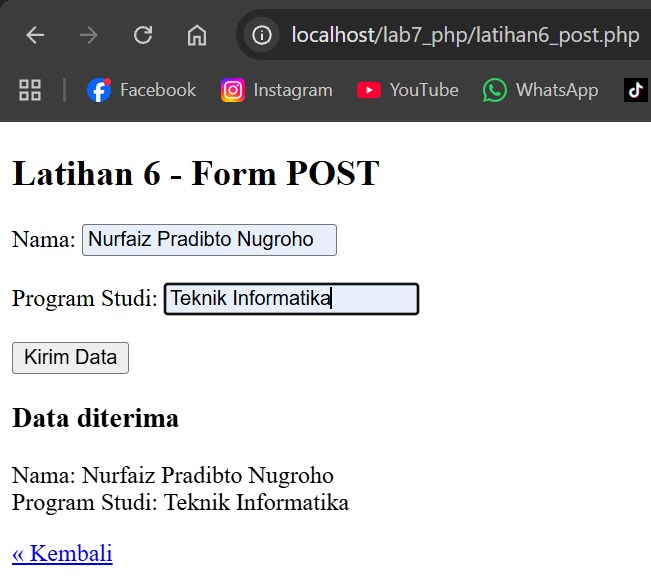 localhost/lab7_php/latihan6_post.php
Facebook Instagram YouTube WhatsApp
Latihan 6 - Form POST
Nama: Nurfaiz Pradibto Nugroho
Program Studi: Teknik Informatika
Kirim Data
Data diterima
Nama: Nurfaiz Pradibto Nugroho
Program Studi: Teknik Informatika
« Kembali